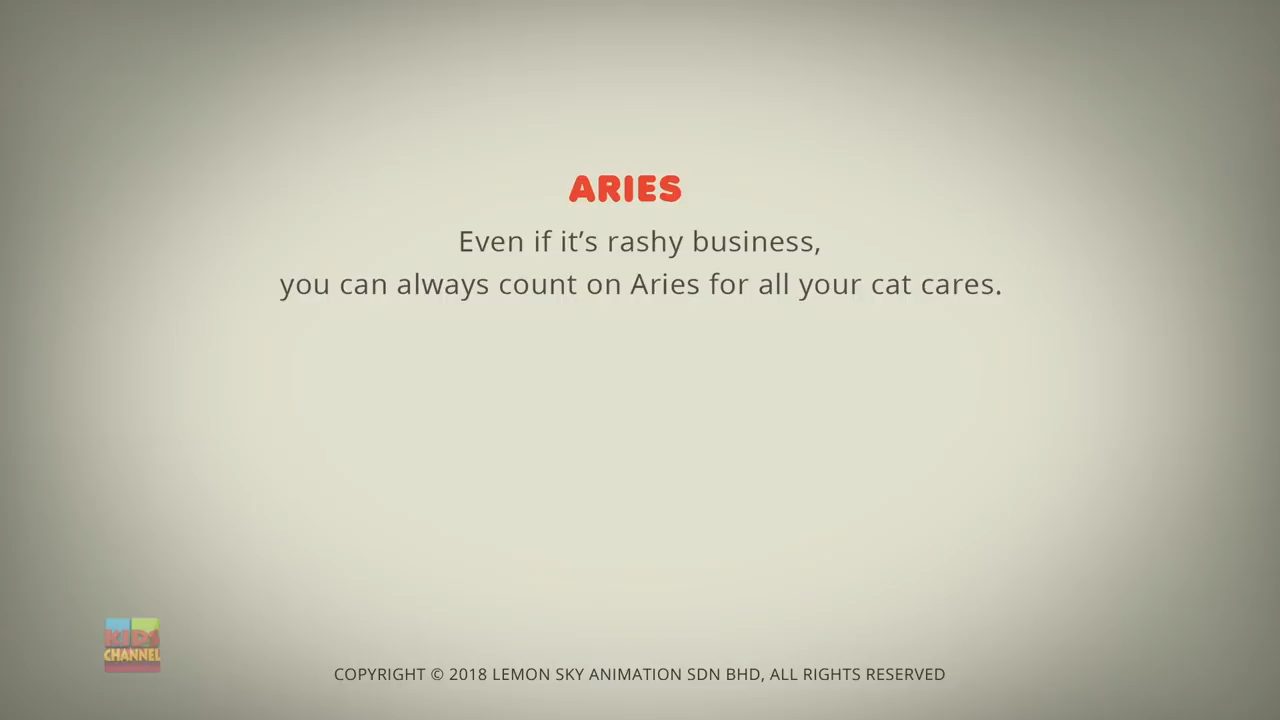 ARIES
Even if it’s rashy business,
you can always count on Aries for all your cat cares.
KIDS
CHANNEL
COPYRIGHT © 2018 LEMON SKY ANIMATION SDN BHD, ALL RIGHTS RESERVED